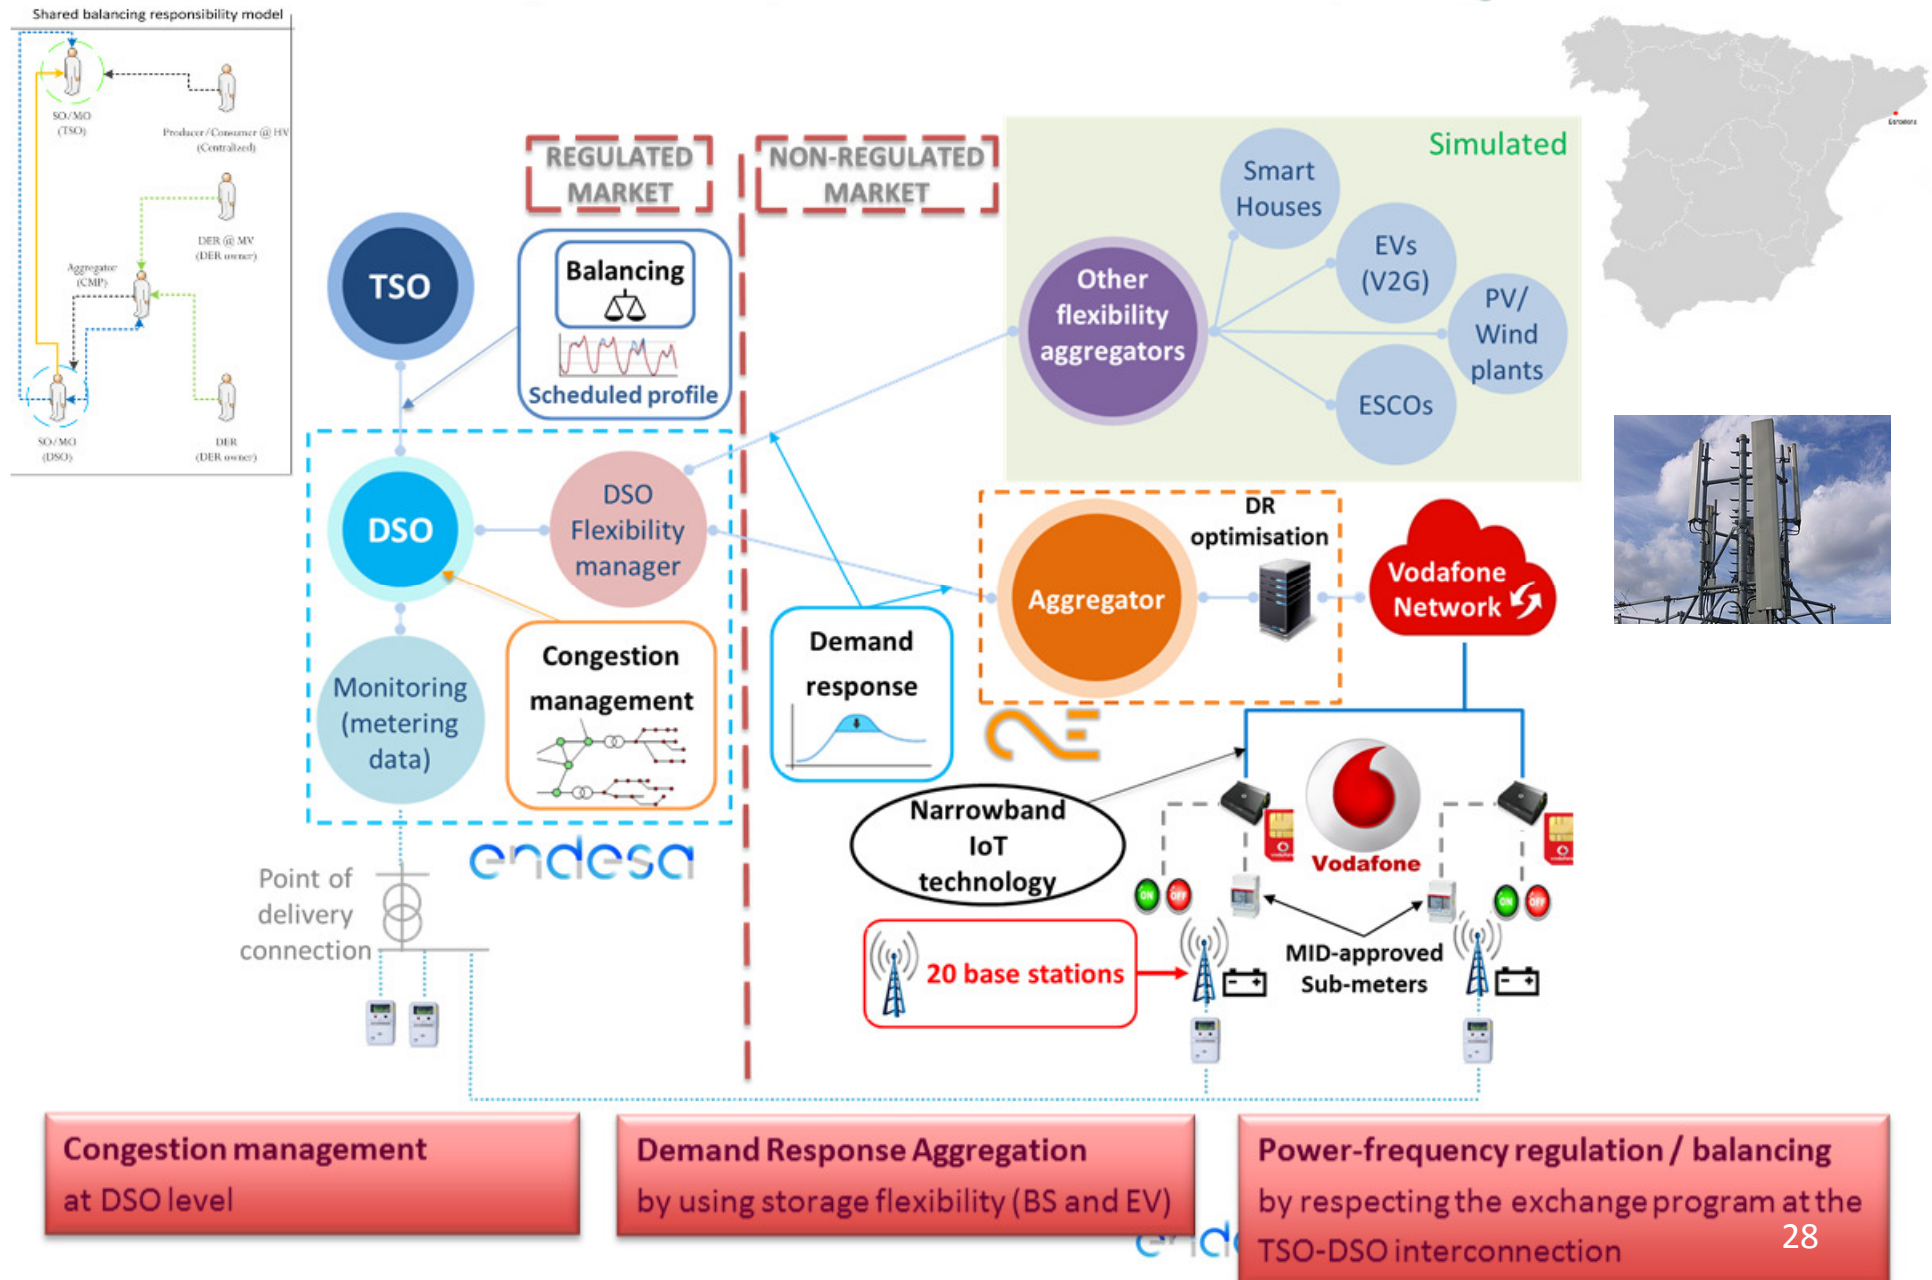 Shared balancing responsibility model
SO/MO
(TSO)
Producer/Consumer @ HV
(Centralized)
DER @ MV
(DER owner)
Aggregator
(CMP)
SO/MO
(DSO)
DER
(DER owner)
REGULATED
MARKET
NON-REGULATED
MARKET
Simulated
Barcelona
TSO
Balancing
Scheduled profile
Other
flexibility
aggregators
Smart
Houses
EVs
(V2G)
PV/
Wind
plants
ESCOs
DSO
DSO
Flexibility
manager
Monitoring
(metering
data)
Congestion
management
endesa
Demand
response
Aggregator
DR
optimisation
Vodafone
Network
Narrowband
IoT
technology
Vodafone
ON
OFF
ON
OFF
MID-approved
Sub-meters
20 base stations
Point of
delivery
connection
Congestion management
at DSO level
Demand Response Aggregation
by using storage flexibility (BS and EV)
Power-frequency regulation / balancing
by respecting the exchange program at the
TSO-DSO interconnection
28